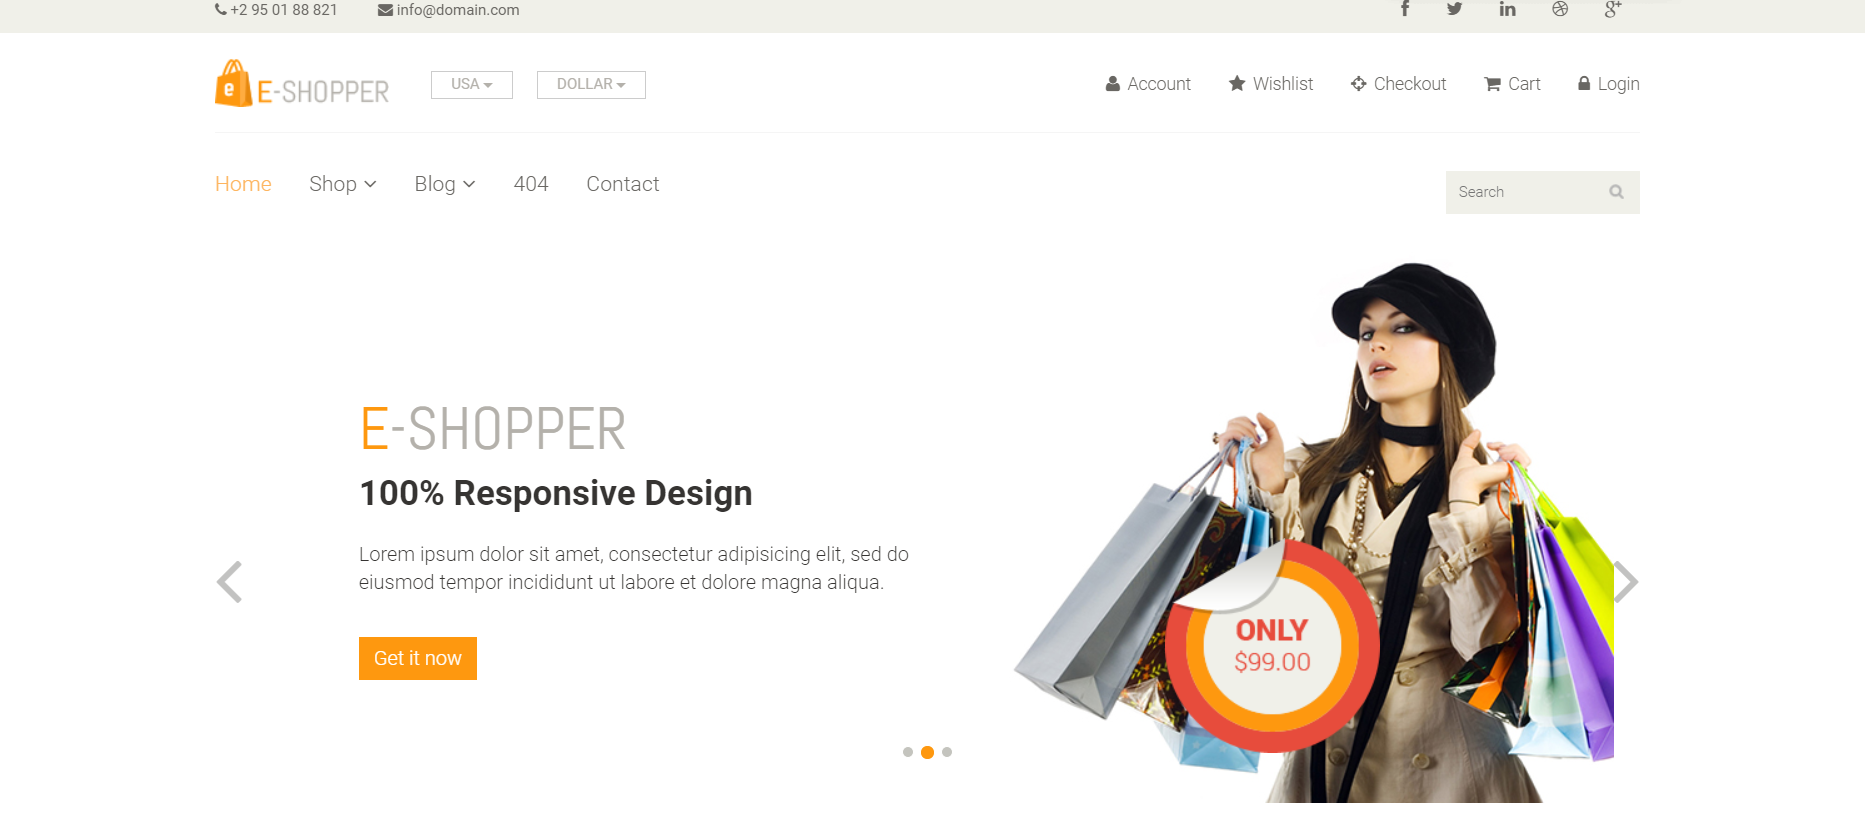 +2 95 01 88 821 info@domain.com
E-SHOPPER USA DOLLAR Account Wishlist Checkout Cart Login
Home Shop Blog 404 Contact Search
E-SHOPPER
100% Responsive Design
Lorem ipsum dolor sit amet, consectetur adipisicing elit, sed do
eiusmod tempor incididunt ut labore et dolore magna aliqua.
Get it now
ONLY
$99.00